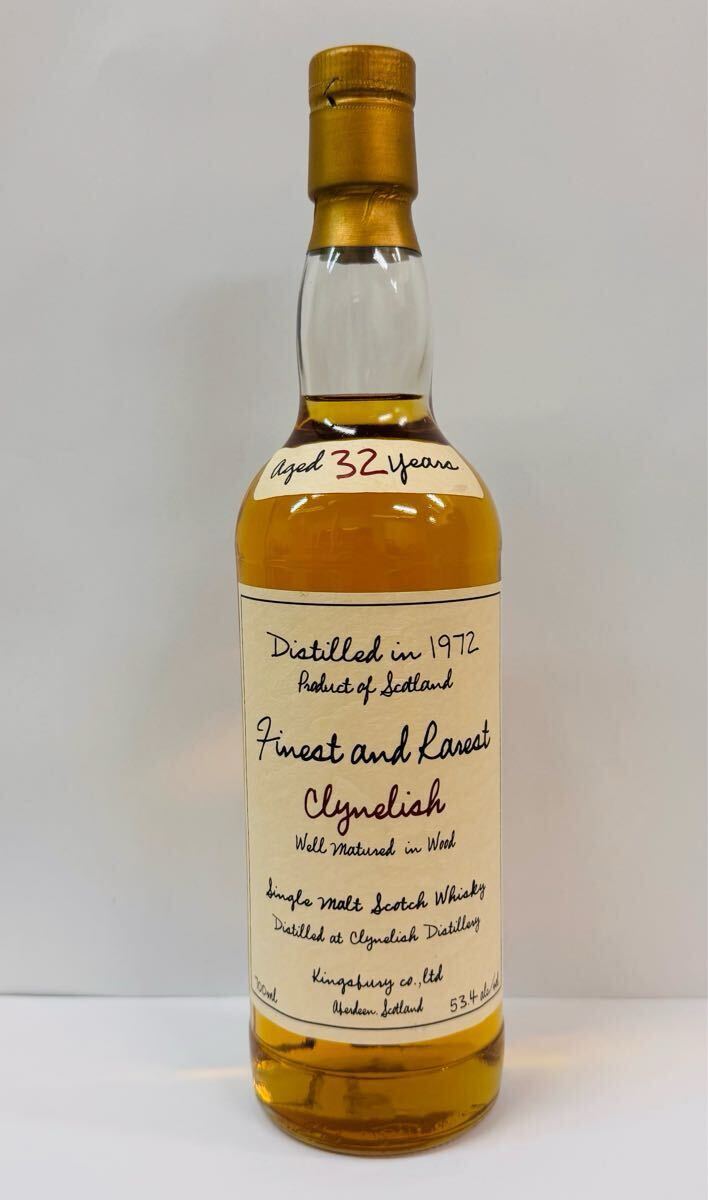 Aged 32 Years
Distilled in 1972
Product of Scotland
Finest and Rarest
Clynelish
Well Matured in Wood
Single Malt Scotch Whisky
Distilled at Clynelish Distillery
Kingsbury co.,ltd
Aberdeen. Scotland
700ml
53.4 alc/vol